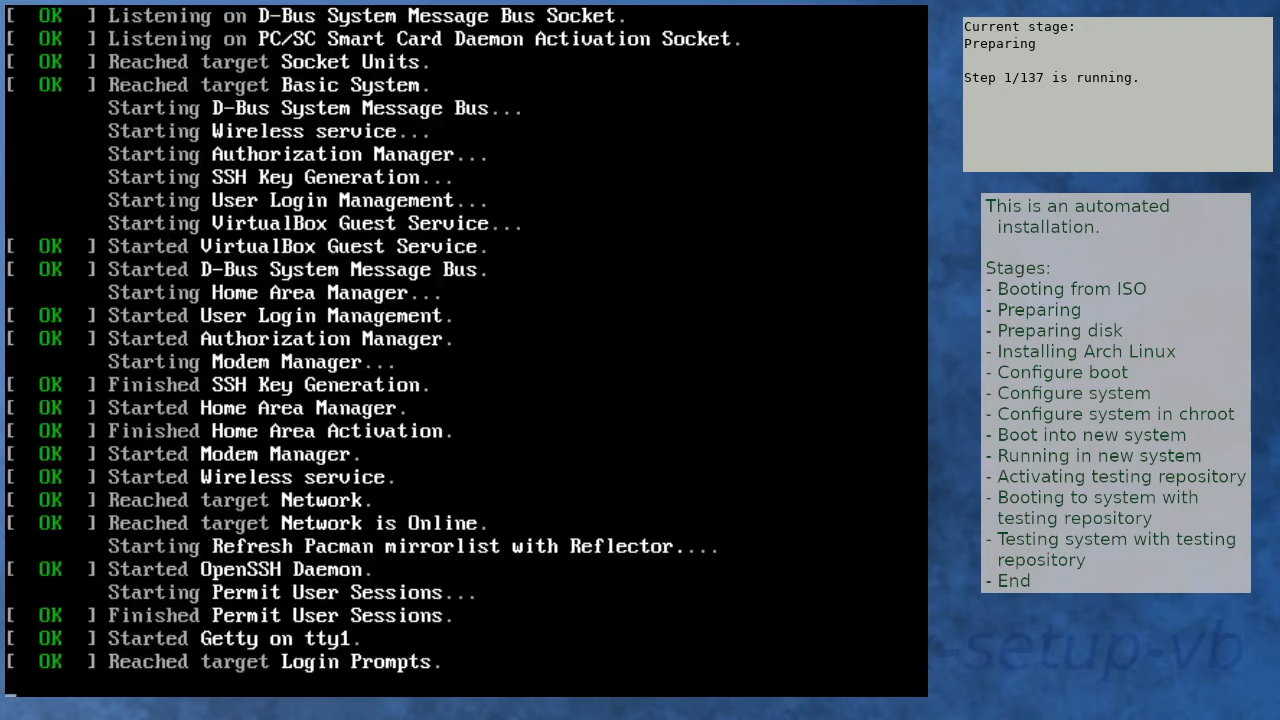 [  OK  ] Listening on D-Bus System Message Bus Socket.
[  OK  ] Listening on PC/SC Smart Card Daemon Activation Socket.
[  OK  ] Reached target Socket Units.
[  OK  ] Reached target Basic System.
         Starting D-Bus System Message Bus...
         Starting Wireless service...
         Starting Authorization Manager...
         Starting SSH Key Generation...
         Starting User Login Management...
         Starting VirtualBox Guest Service...
[  OK  ] Started VirtualBox Guest Service.
[  OK  ] Started D-Bus System Message Bus.
         Starting Home Area Manager...
[  OK  ] Started User Login Management.
[  OK  ] Started Authorization Manager.
         Starting Modem Manager...
[  OK  ] Finished SSH Key Generation.
[  OK  ] Started Home Area Manager.
[  OK  ] Finished Home Area Activation.
[  OK  ] Started Modem Manager.
[  OK  ] Started Wireless service.
[  OK  ] Reached target Network.
[  OK  ] Reached target Network is Online.
         Starting Refresh Pacman mirrorlist with Reflector....
[  OK  ] Started OpenSSH Daemon.
         Starting Permit User Sessions...
[  OK  ] Finished Permit User Sessions.
[  OK  ] Started Getty on tty1.
[  OK  ] Reached target Login Prompts.
Current stage:
Preparing
Step 1/137 is running.
This is an automated
installation.
Stages:
- Booting from ISO
- Preparing
- Preparing disk
- Installing Arch Linux
- Configure boot
- Configure system
- Configure system in chroot
- Boot into new system
- Running in new system
- Activating testing repository
- Booting to system with
testing repository
- Testing system with testing
repository
- End
-setup-vb